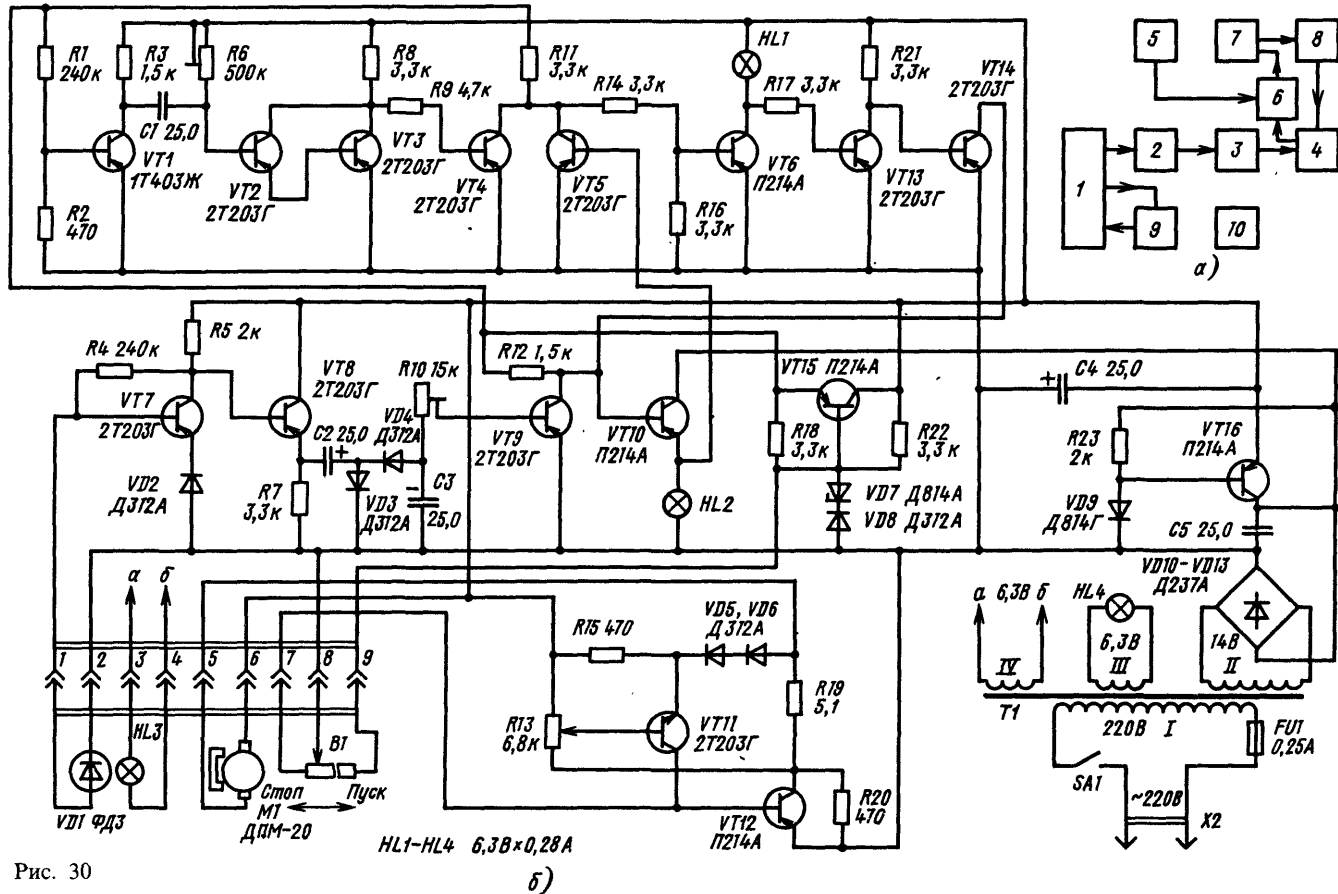 R1
240к
R3
1,5к
R6
500к
R8
3,3к
R9 4,7к
R11
3,3к
R14 3,3к
HL1
R17 3,3к
R21
3,3к
VT14
2Т203Г
C1 25,0
VT1
1Т403Ж
VT2
2Т203Г
VT3
2Т203Г
VT4
2Т203Г
VT5
2Т203Г
VT6
П214А
VT13
2Т203Г
R2
470
R16
3,3к
5
7
8
6
2
3
4
1
9
10
а)
R4 240к
R5 2к
VT7
2Т203Г
VT8
2Т203Г
R10 15к
R12 1,5к
VT15 П214А
C4 25,0
+
C2 25,0
+
VD4
Д312А
VT9
2Т203Г
VT10
П214А
R18
3,3к
R22
3,3к
R23
2к
VT16
П214А
VD2
Д312А
R7
3,3к
VD3
Д312А
C3
25,0
–
HL2
VD7 Д814А
VD8 Д312А
VD9
Д814Г
C5 25,0
VD10-VD13
Д237А
а
б
а 6,3В б
HL4
6,3В
14В
IV
III
II
T1
220В I
FU1
0,25А
SA1
~220В
X2
1 2 3 4 5 6 7 8 9
R15 470
VD5, VD6
Д312А
R19
5,1
R13
6,8к
VT11
2Т203Г
R20
470
VT12
П214А
HL3
B1
Стоп
Пуск
VD1 ФД3
M1
ДПМ-20
HL1-HL4 6,3В×0,28А
Рис. 30
б)